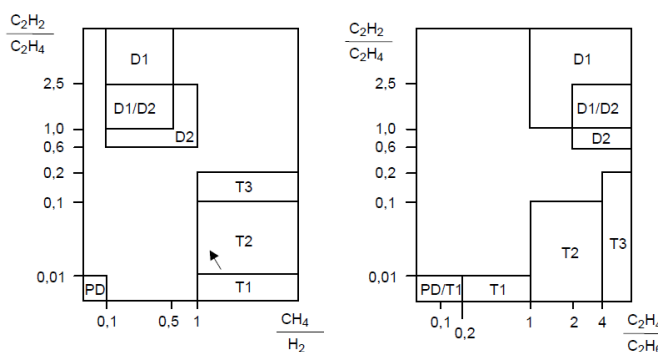 C2H2
C2H4
D1
2,5
D1/D2
1,0
D2
0,6
0,2
T3
0,1
T2
0,01
PD
T1
0,1
0,5
1
CH4
H2
C2H2
C2H4
D1
2,5
D1/D2
1,0
D2
0,6
0,2
0,1
T2
T3
0,01
PD/T1
T1
0,1
0,2
1
2
4
C2H4
C2H6